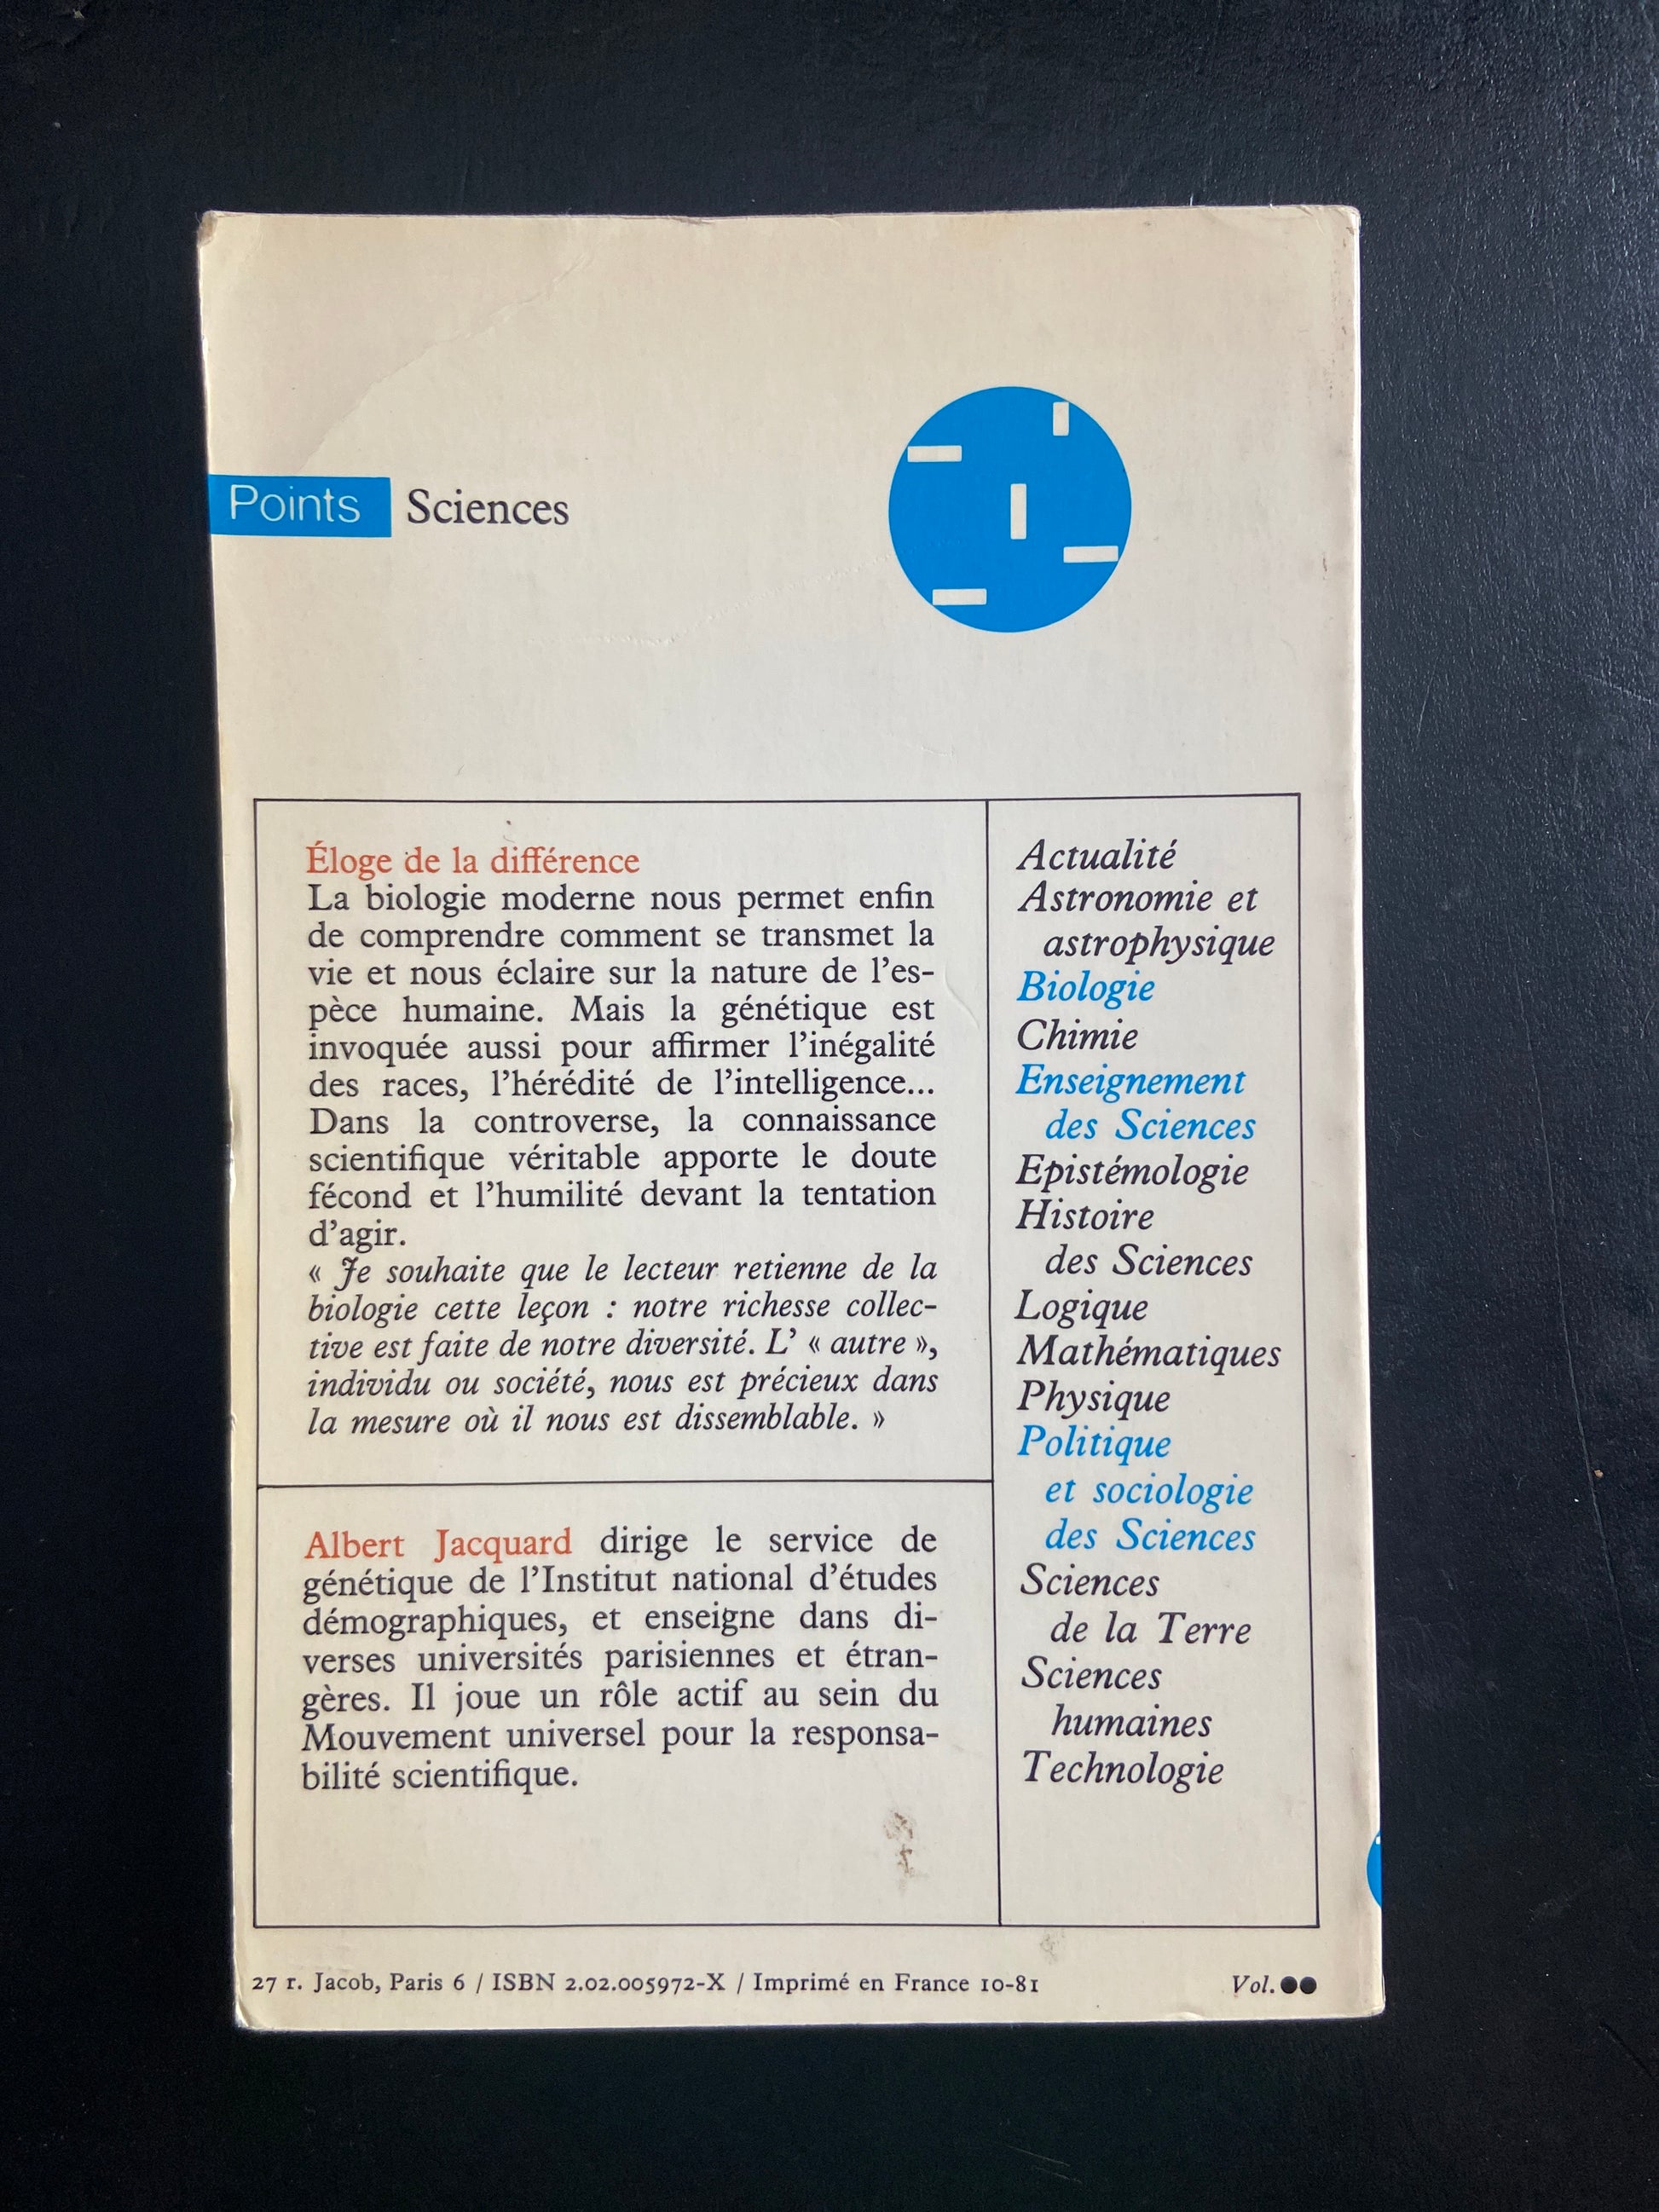 Points Sciences
Éloge de la différence
La biologie moderne nous permet enfin
de comprendre comment se transmet la
vie et nous éclaire sur la nature de l'es-
pèce humaine. Mais la génétique est
invoquée aussi pour affirmer l'inégalité
des races, l'hérédité de l'intelligence...
Dans la controverse, la connaissance
scientifique véritable apporte le doute
fécond et l'humilité devant la tentation
d'agir.
« Je souhaite que le lecteur retienne de la
biologie cette leçon : notre richesse collec-
tive est faite de notre diversité. L' « autre »,
individu ou société, nous est précieux dans
la mesure où il nous est dissemblable. »
Albert Jacquard dirige le service de
génétique de l'Institut national d'études
démographiques, et enseigne dans di-
verses universités parisiennes et étran-
gères. Il joue un rôle actif au sein du
Mouvement universel pour la responsa-
bilité scientifique.
Actualité
Astronomie et
astrophysique
Biologie
Chimie
Enseignement
des Sciences
Epistémologie
Histoire
des Sciences
Logique
Mathématiques
Physique
Politique
et sociologie
des Sciences
Sciences
de la Terre
Sciences
humaines
Technologie
27 r. Jacob, Paris 6 / ISBN 2.02.005972-X / Imprimé en France 10-81 Vol.●●